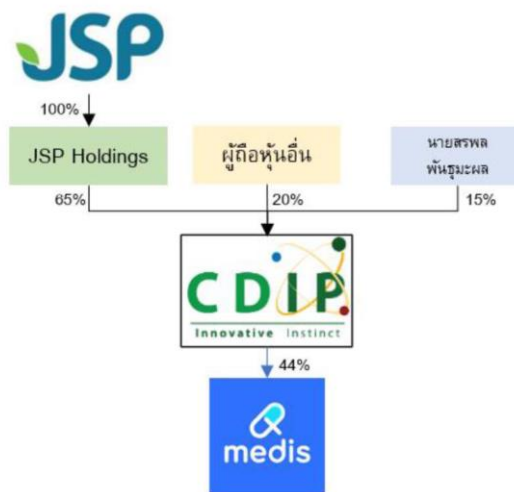 JSP
100%
JSP Holdings
ผู้ถือหุ้นอื่น
นายสรพล
พันธุมะผล
65%
20%
15%
CDIP
Innovative Instinct
44%
medis